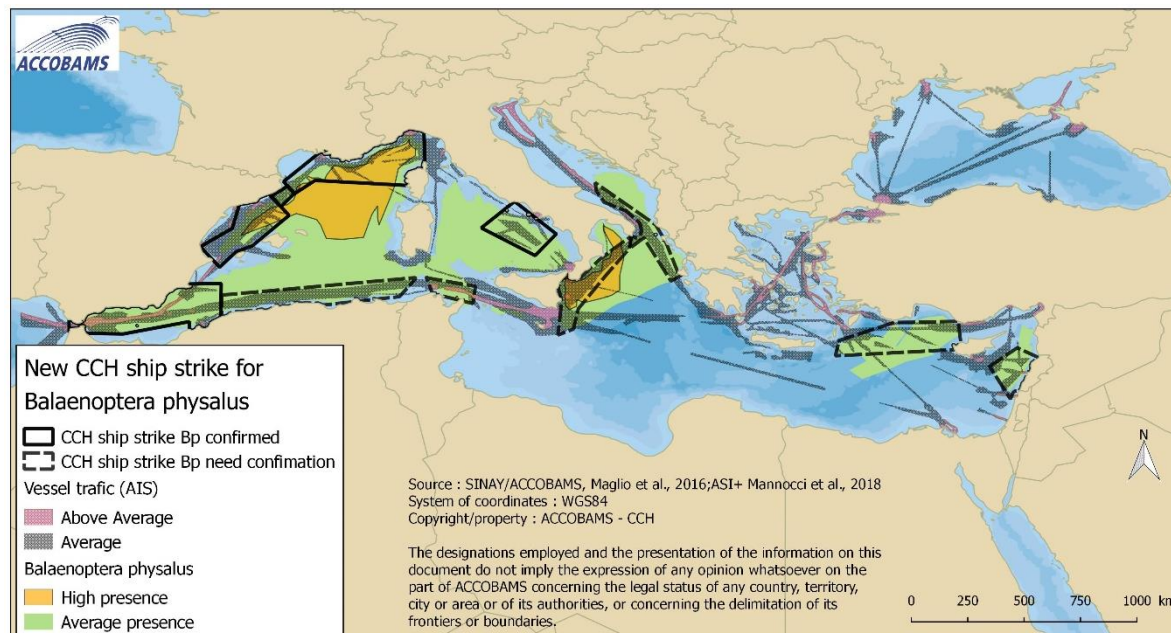 ACCOBAMS
New CCH ship strike for
Balaenoptera physalus
CCH ship strike Bp confirmed
CCH ship strike Bp need confimation
Vessel trafic (AIS)
Above Average
Average
Balaenoptera physalus
High presence
Average presence
Source : SINAY/ACCOBAMS, Maglio et al., 2016;ASI+ Mannocci et al., 2018
System of coordinates : WGS84
Copyright/property : ACCOBAMS - CCH
The designations employed and the presentation of the information on this
document do not imply the expression of any opinion whatsoever on the
part of ACCOBAMS concerning the legal status of any country, territory,
city or area or of its authorities, or concerning the delimitation of its
frontiers or boundaries.
N
0 250 500 750 1000 km